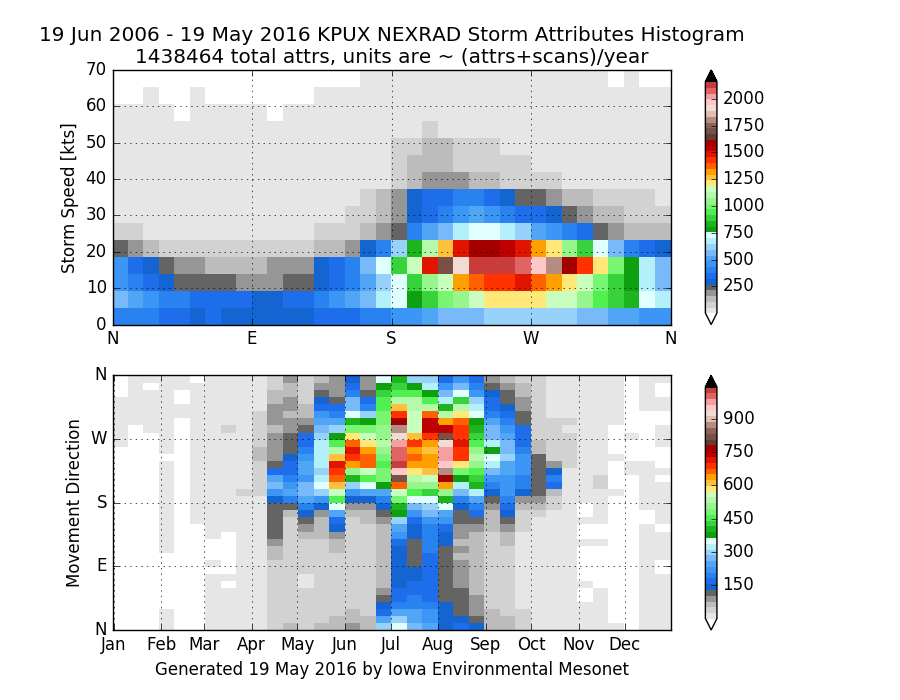 19 Jun 2006 - 19 May 2016 KPUX NEXRAD Storm Attributes Histogram
1438464 total attrs, units are ~ (attrs+scans)/year
Storm Speed [kts]
70
60
50
40
30
20
10
0
N E S W N
2000
1750
1500
1250
1000
750
500
250
Movement Direction
N
W
S
E
N
Jan Feb Mar Apr May Jun Jul Aug Sep Oct Nov Dec
900
750
600
450
300
150
Generated 19 May 2016 by Iowa Environmental Mesonet